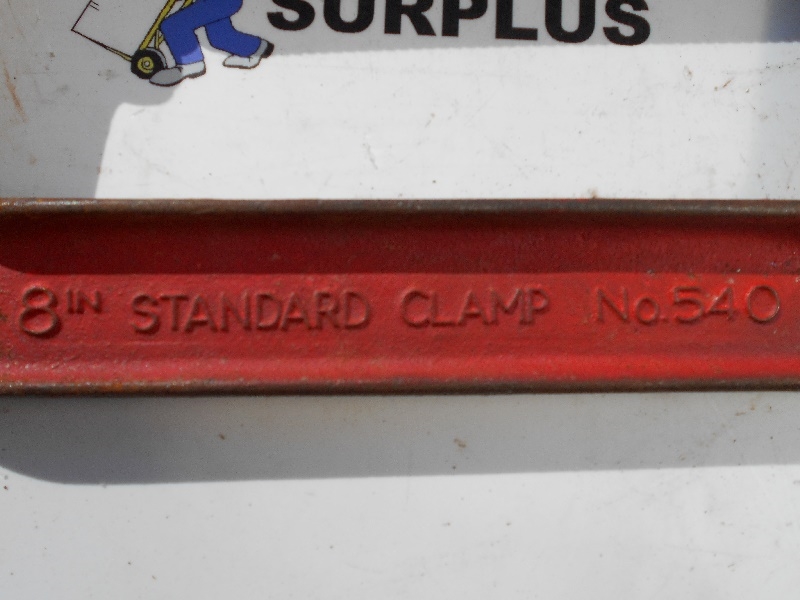 SURPLUS
8IN STANDARD CLAMP No.540